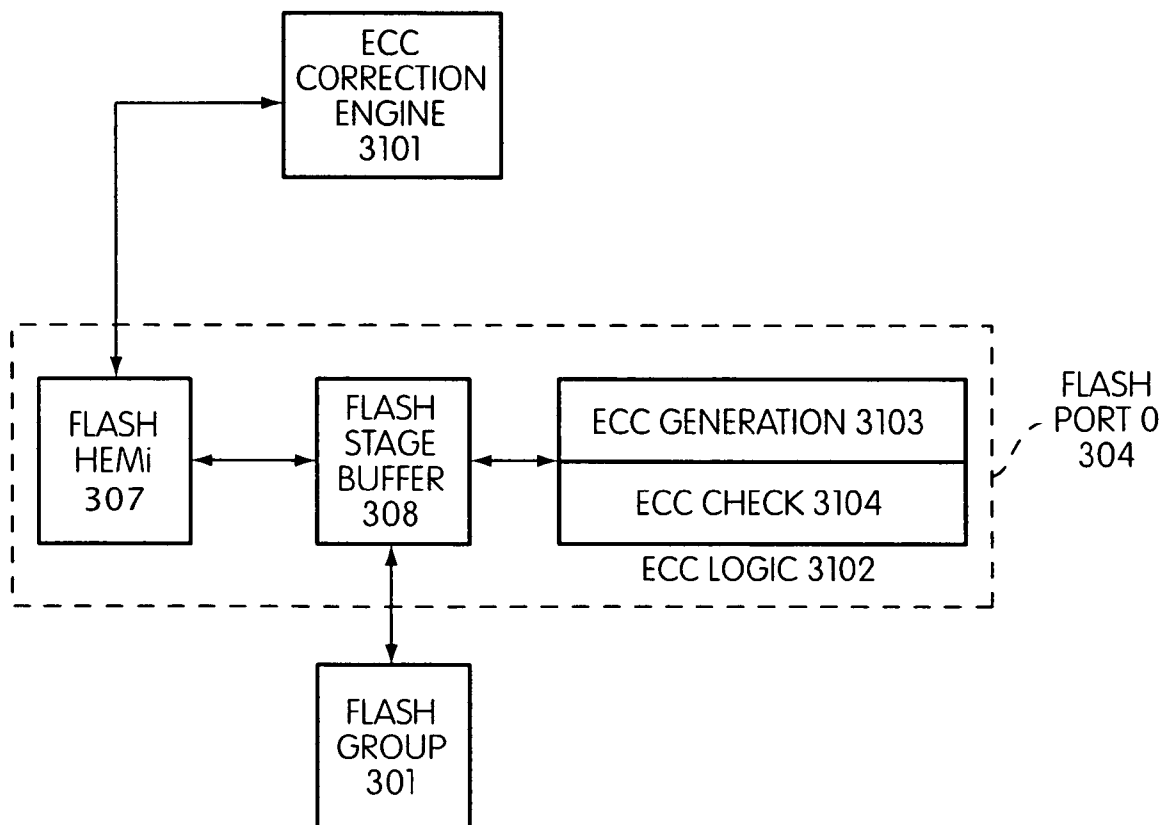 ECC
CORRECTION
ENGINE
3101
FLASH
HEMi
307
FLASH
STAGE
BUFFER
308
ECC GENERATION 3103
ECC CHECK 3104
ECC LOGIC 3102
FLASH
PORT 0
304
FLASH
GROUP
301